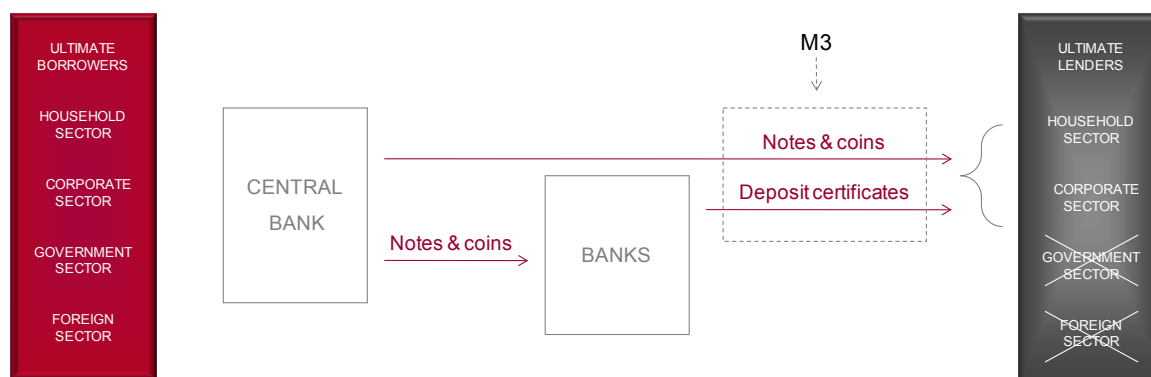 ULTIMATE
BORROWERS
HOUSEHOLD
SECTOR
CORPORATE
SECTOR
GOVERNMENT
SECTOR
FOREIGN
SECTOR
CENTRAL
BANK
Notes & coins
BANKS
M3
Notes & coins
Deposit certificates
ULTIMATE
LENDERS
HOUSEHOLD
SECTOR
CORPORATE
SECTOR
GOVERNMENT
SECTOR
FOREIGN
SECTOR